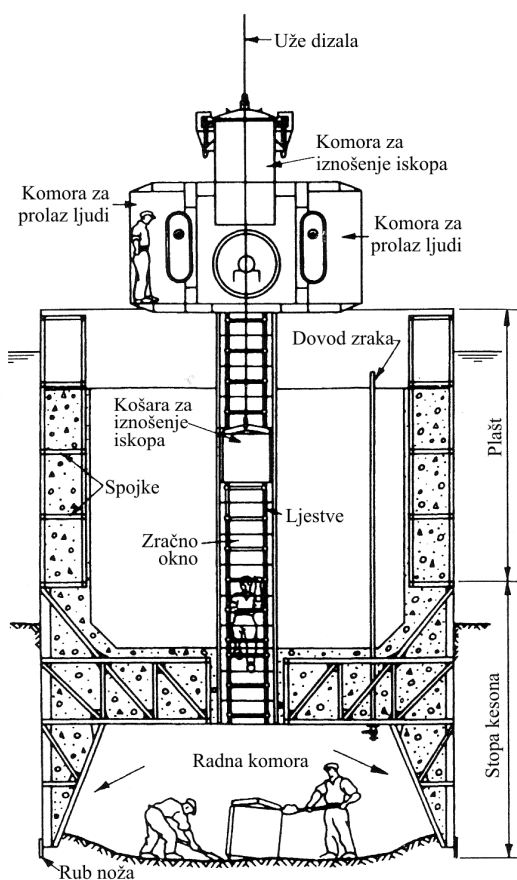 Uže dizala
Komora za
iznošenje iskopa
Komora za
prolaz ljudi
Komora za
prolaz ljudi
Dovod zraka
Košara za
iznošenje
iskopa
Plašt
Spojke
Ljestve
Zračno
okno
Stopa kesona
Radna komora
Rub noža